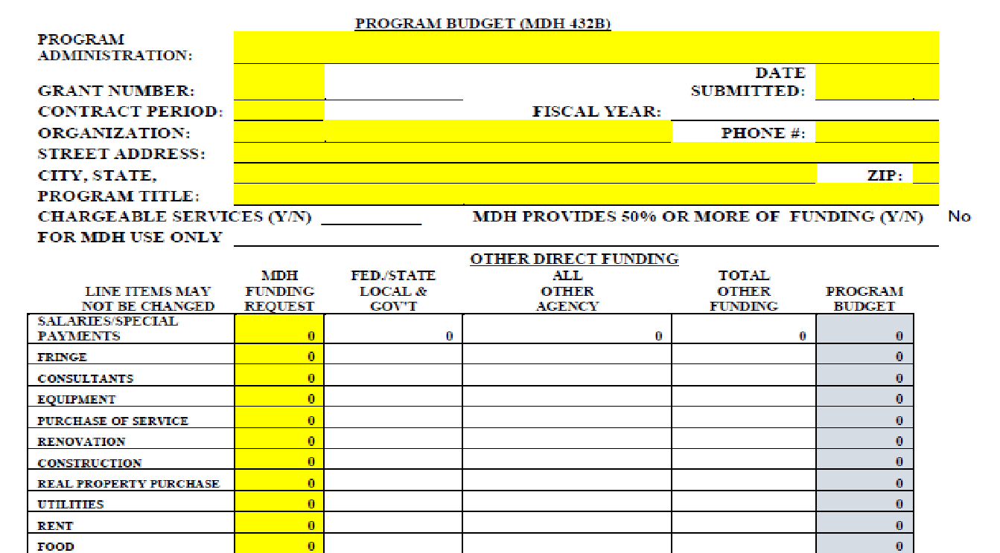 PROGRAM BUDGET (MDH 432B)
PROGRAM
ADMINISTRATION:
DATE
GRANT NUMBER: SUBMITTED:
CONTRACT PERIOD: FISCAL YEAR:
ORGANIZATION: PHONE #:
STREET ADDRESS:
CITY, STATE, ZIP:
PROGRAM TITLE:
CHARGEABLE SERVICES (Y/N) MDH PROVIDES 50% OR MORE OF FUNDING (Y/N) No
FOR MDH USE ONLY
OTHER DIRECT FUNDING
MDH FED./STATE ALL TOTAL
LINE ITEMS MAY FUNDING LOCAL & OTHER OTHER PROGRAM
NOT BE CHANGED REQUEST GOV'T AGENCY FUNDING BUDGET
SALARIES/SPECIAL
PAYMENTS 0 0 0 0 0
FRINGE 0 0
CONSULTANTS 0 0
EQUIPMENT 0 0
PURCHASE OF SERVICE 0 0
RENOVATION 0 0
CONSTRUCTION 0 0
REAL PROPERTY PURCHASE 0 0
UTILITIES 0 0
RENT 0 0
FOOD 0 0